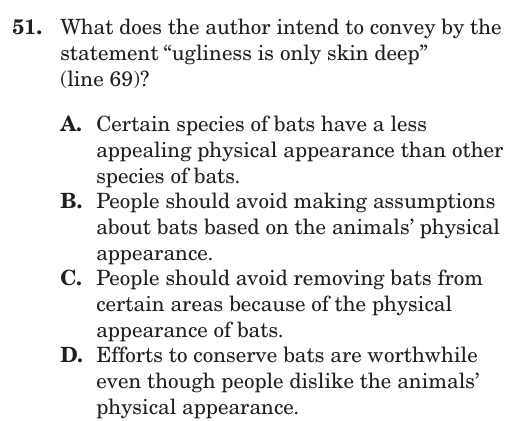 51. What does the author intend to convey by the
statement “ugliness is only skin deep”
(line 69)?
A. Certain species of bats have a less
appealing physical appearance than other
species of bats.
B. People should avoid making assumptions
about bats based on the animals’ physical
appearance.
C. People should avoid removing bats from
certain areas because of the physical
appearance of bats.
D. Efforts to conserve bats are worthwhile
even though people dislike the animals’
physical appearance.